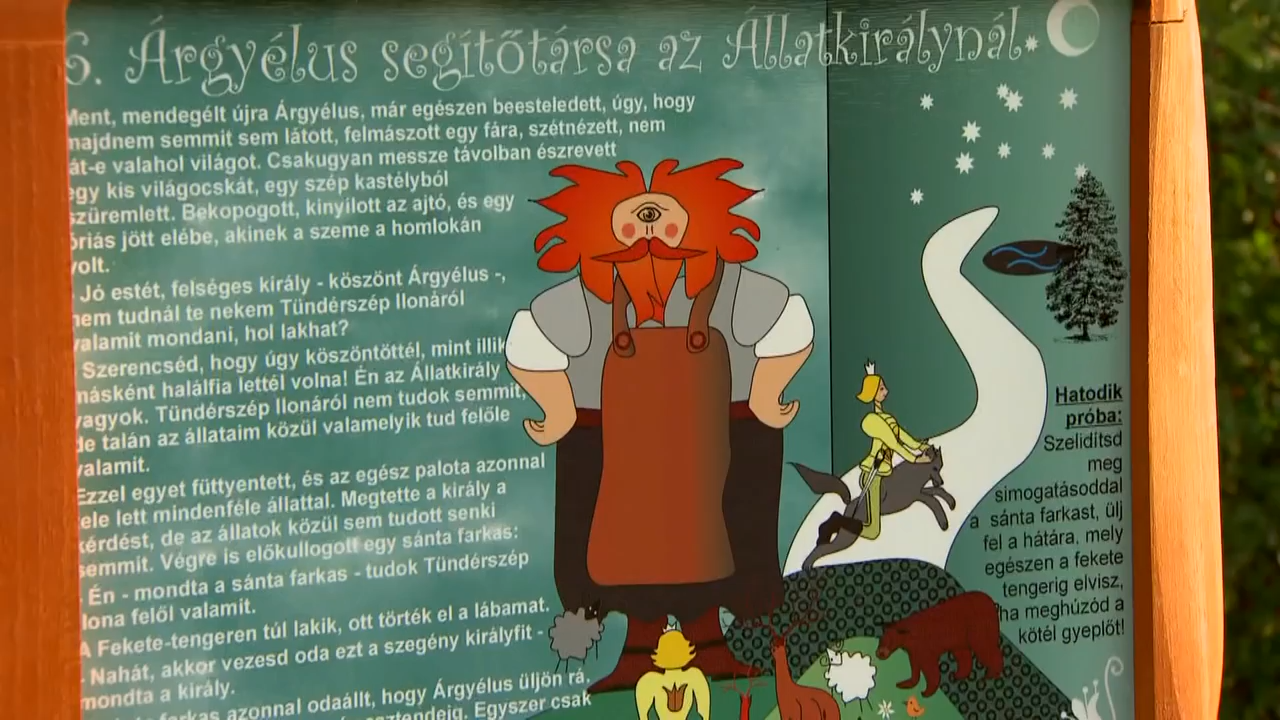 6. Árgyélus segítőtársa az Állatkirálynál
Ment, mendegélt újra Árgyélus, már egészen beesteledett, úgy, hogy
majdnem semmit sem látott, felmászott egy fára, szétnézett, nem
át-e valahol világot. Csakugyan messze távolban észrevett
egy kis világocskát, egy szép kastélyból
szüremlett. Bekopogott, kinyílott az ajtó, és egy
óriás jött elébe, akinek a szeme a homlokán
volt.
Jó estét, felséges király - köszönt Árgyélus -,
nem tudnál te nekem Tündérszép Ilonáról
valamit mondani, hol lakhat?
Szerencséd, hogy úgy köszöntöttél, mint illik
másként halálfia lettél volna! Én az Állatkirály
vagyok. Tündérszép Ilonáról nem tudok semmit,
de talán az állataim közül valamelyik tud felőle
valamit.
Ezzel egyet füttyentett, és az egész palota azonnal
tele lett mindenféle állattal. Megtette a király a
kérdést, de az állatok közül sem tudott senki
semmit. Végre is előkullogott egy sánta farkas:
- Én - mondta a sánta farkas - tudok Tündérszép
Ilona felől valamit.
A Fekete-tengeren túl lakik, ott törték el a lábamat.
- Nahát, akkor vezesd oda ezt a szegény királyfit -
mondta a király.
farkas azonnal odaállt, hogy Árgyélus üljön rá,
esztendeig. Egyszer csak
Hatodik
próba:
Szelidítsd
meg
simogatásoddal
a sánta farkast, ülj
fel a hátára, mely
egészen a fekete
tengerig elvisz,
ha meghúzód a
kötél gyeplőt!